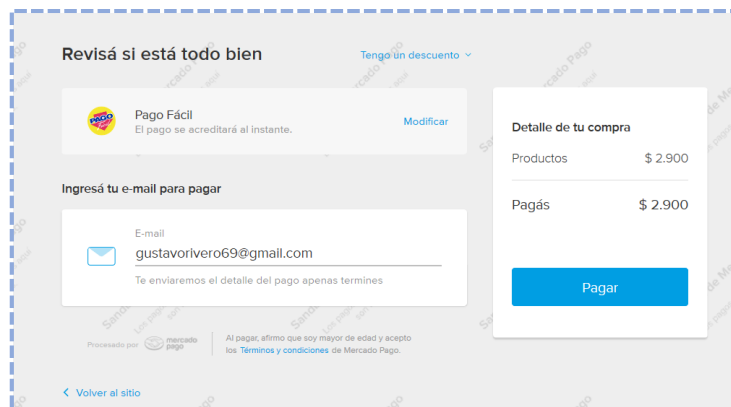 Revisá si está todo bien
Tengo un descuento
PAGO
Pago Fácil
El pago se acreditará al instante.
Modificar
Ingresá tu e-mail para pagar
E-mail
gustavorivero69@gmail.com
Te enviaremos el detalle del pago apenas termines
Procesado por
mercado
pago
Al pagar, afirmo que soy mayor de edad y acepto
los Términos y condiciones de Mercado Pago.
Volver al sitio
Detalle de tu compra
Productos $ 2.900
Pagás $ 2.900
Pagar